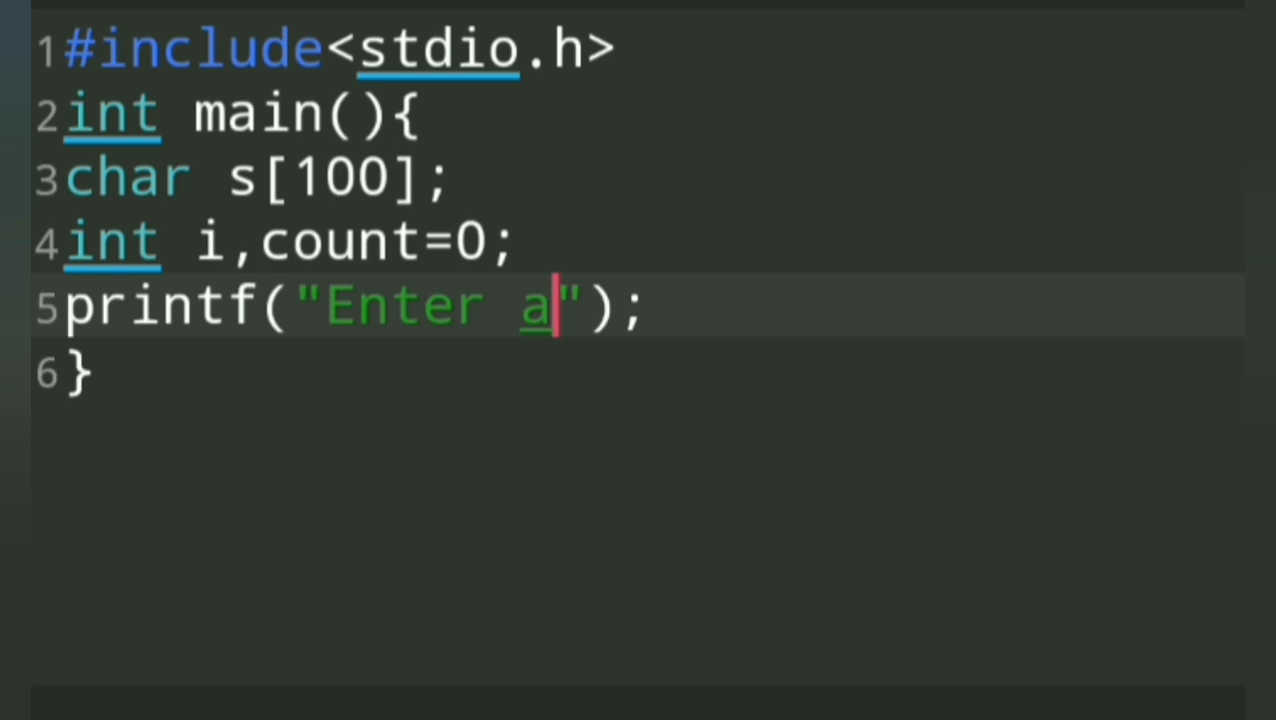 1#include<stdio.h>
2int main(){
3char s[100];
4int i,count=0;
5printf("Enter a");
6}